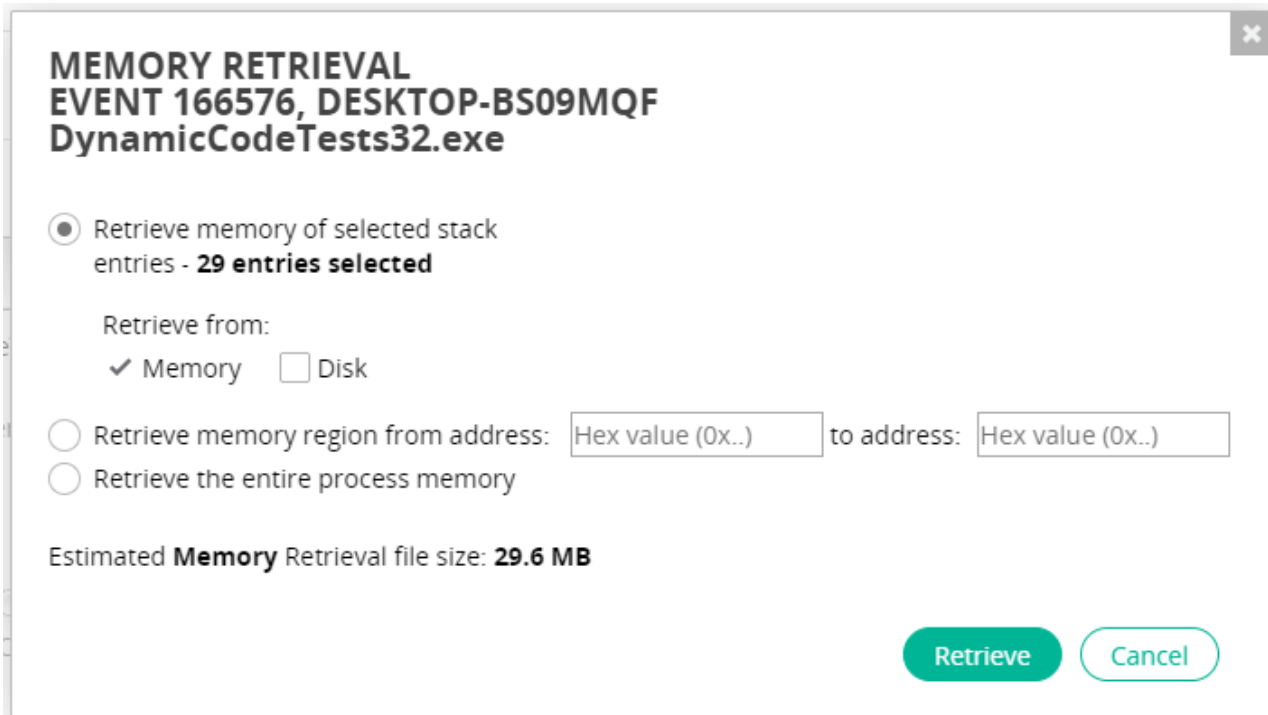 MEMORY RETRIEVAL
EVENT 166576, DESKTOP-BS09MQF
DynamicCodeTests32.exe
Retrieve memory of selected stack
entries - 29 entries selected
Retrieve from:
Memory Disk
Retrieve memory region from address: Hex value (0x..) to address: Hex value (0x..)
Retrieve the entire process memory
Estimated Memory Retrieval file size: 29.6 MB
Retrieve Cancel